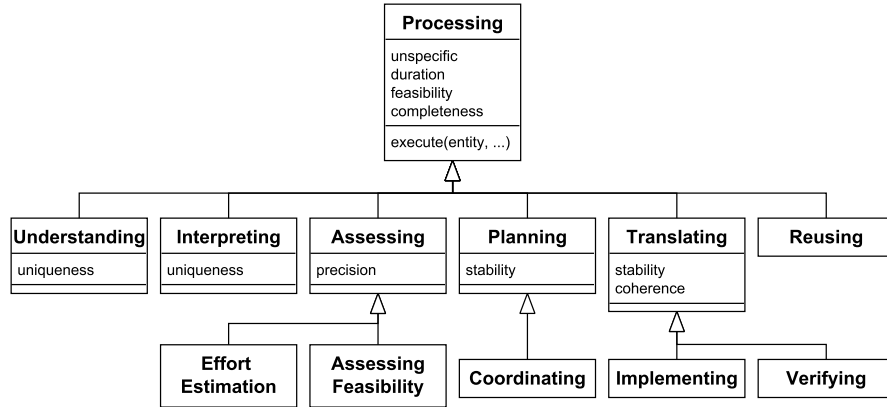 Processing
unspecific
duration
feasibility
completeness
execute(entity, ...)
Understanding
uniqueness
Interpreting
uniqueness
Assessing
precision
Planning
stability
Translating
stability
coherence
Reusing
Effort
Estimation
Assessing
Feasibility
Coordinating
Implementing
Verifying